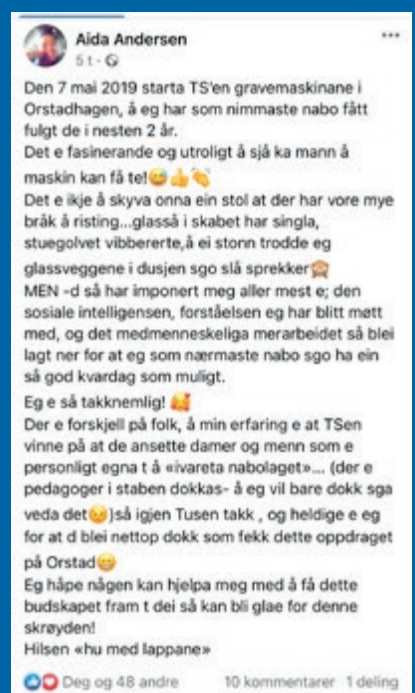 Aida Andersen
5 t ·
Den 7 mai 2019 starta TS'en gravemaskinane i
Orstadhagen, å eg har som nimmaste nabo fått
fulgt de i nesten 2 år.
Det e fasinerande og utroligt å sjå ka mann å
maskin kan få te!😅👍👏
Det e ikje å skyva onna ein stol at der har vore mye
bråk å risting...glasså i skabet har singla,
stuegolvet vibbererte,å ei stonn trodde eg
glassveggene i dusjen sgo slå sprekker🙈
MEN -d så har imponert meg aller mest e; den
sosiale intelligensen, forståelsen eg har blitt møtt
med, og det medmenneskeliga merarbeidet så blei
lagt ner for at eg som nærmaste nabo sgo ha ein
så god kvardag som muligt.
Eg e så takknemlig! 🥰
Der e forskjell på folk, å min erfaring e at TSen
vinne på at de ansette damer og menn som e
personligt egna t å «ivareta nabolaget»... (der e
pedagoger i staben dokkas- å eg vil bare dokk sga
veda det😉)så igjen Tusen takk , og heldige e eg
for at d blei nettop dokk som fekk dette oppdraget
på Orstad😄
Eg håpe någen kan hjelpa meg med å få dette
budskapet fram t dei så kan bli glae for denne
skrøyden!
Hilsen «hu med lappane»
Deg og 48 andre 10 kommentarer 1 deling